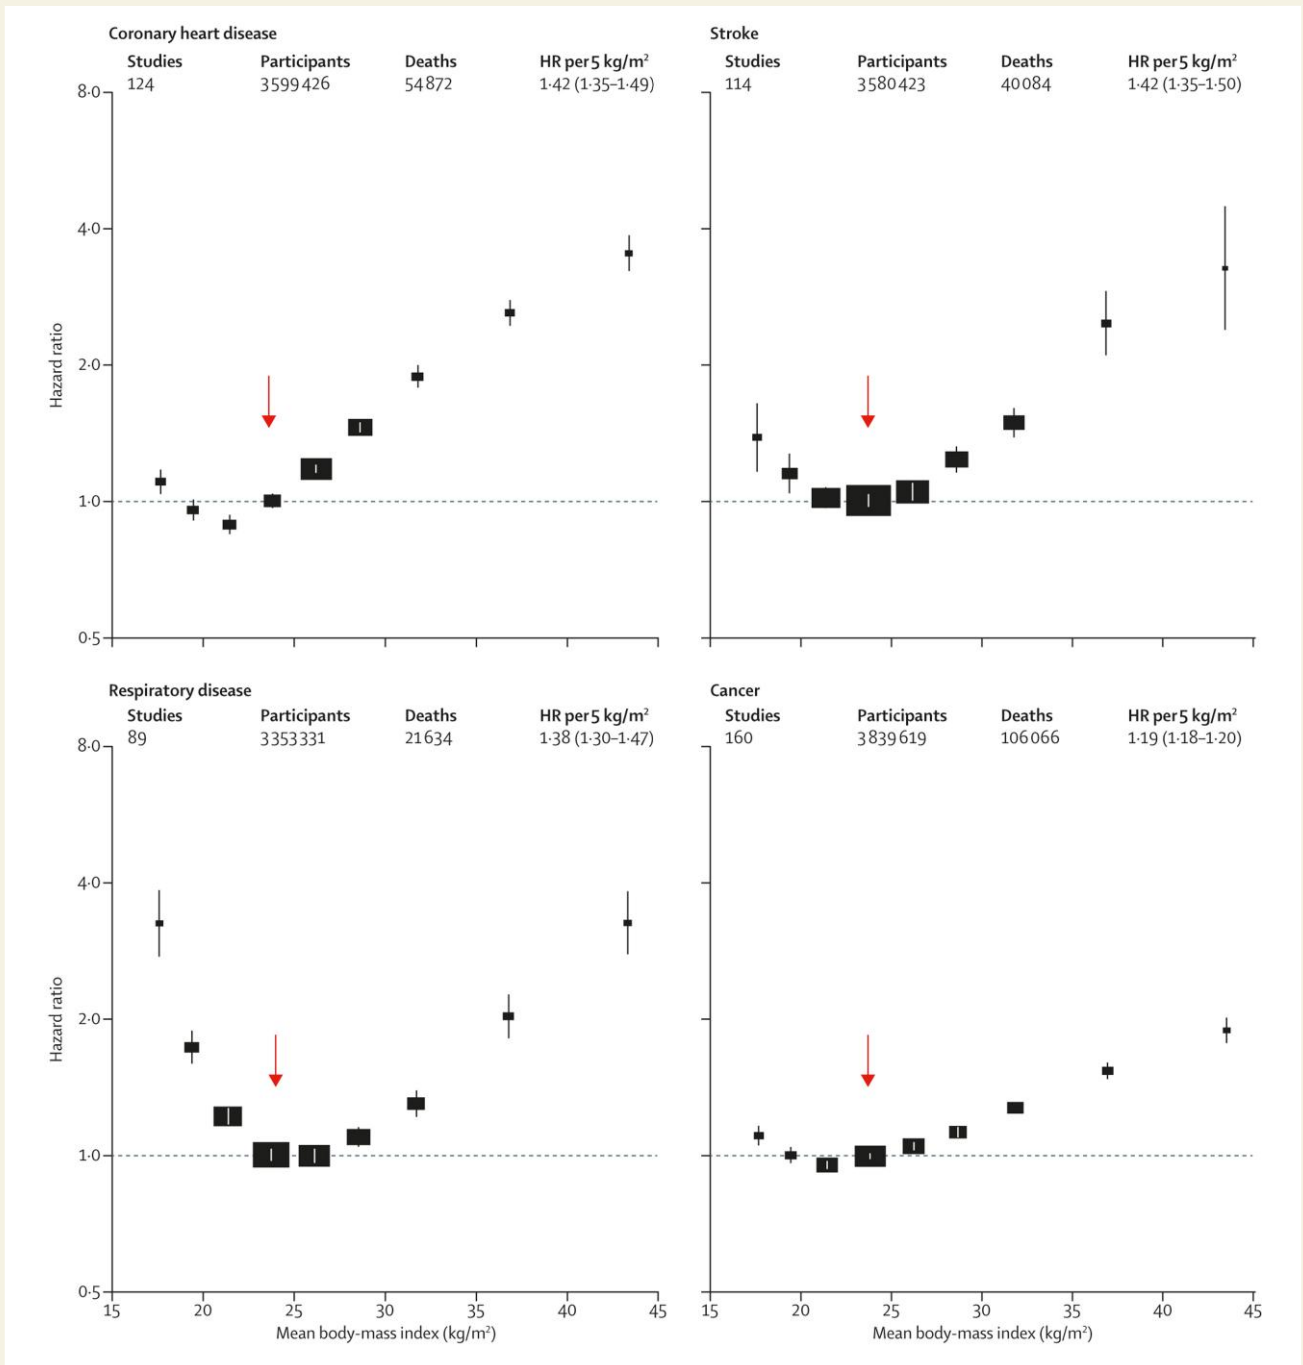 Coronary heart disease
Studies Participants Deaths HR per 5 kg/m²
124 3599426 54872 1·42 (1·35–1·49)
8·0
4·0
2·0
1·0
0·5
Hazard ratio
Stroke
Studies Participants Deaths HR per 5 kg/m²
114 3580423 40084 1·42 (1·35–1·50)
Respiratory disease
Studies Participants Deaths HR per 5 kg/m²
89 3353331 21634 1·38 (1·30–1·47)
8·0
4·0
2·0
1·0
0·5
Hazard ratio
15 20 25 30 35 40 45
Mean body-mass index (kg/m²)
Cancer
Studies Participants Deaths HR per 5 kg/m²
160 3839619 106066 1·19 (1·18–1·20)
15 20 25 30 35 40 45
Mean body-mass index (kg/m²)